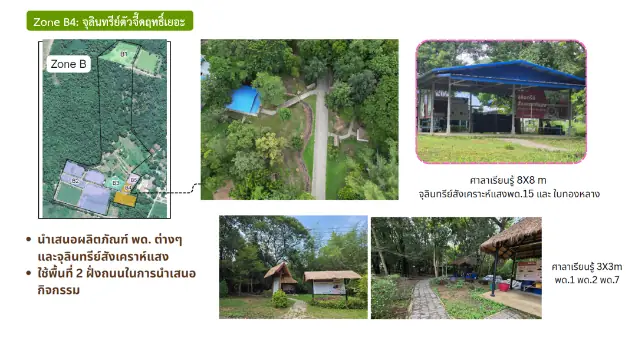 Zone B4: จุลินทรีย์ตัวจี๊ดฤทธิ์เยอะ
Zone B
B1
B2
B3
B5
B4
ศาลาเรียนรู้ 8X8 m
จุลินทรีย์สังเคราะห์แสงพด.15 และ ใบทองหลาง
• นำเสนอผลิตภัณฑ์ พด. ต่างๆ
และจุลินทรีย์สังเคราห์แสง
• ใช้พื้นที่ 2 ฝั่งถนนในการนำเสนอ
กิจกรรม
ศาลาเรียนรู้ 3X3m
พด.1 พด.2 พด.7